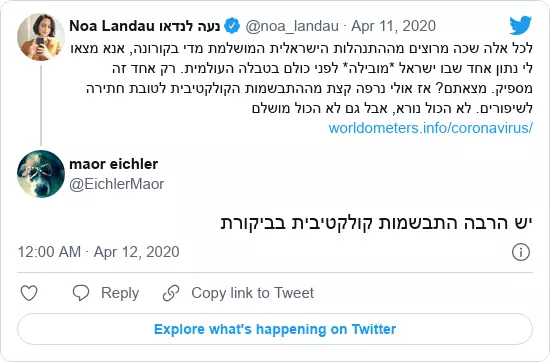 Noa Landau נעה לנדאו @noa_landau · Apr 11, 2020
לכל אלה שכה מרוצים מההתנהלות הישראלית המושלמת מדי בקורונה, אנא מצאו
לי נתון אחד שבו ישראל *מובילה* לפני כולם בטבלה העולמית. רק אחד זה
מספיק. מצאתם? אז אולי נרפה קצת מההתבשמות הקולקטיבית לטובת חתירה
לשיפורים. לא הכול נורא, אבל גם לא הכול מושלם
worldometers.info/coronavirus/
maor eichler
@EichlerMaor
יש הרבה התבשמות קולקטיבית בביקורת
12:00 AM · Apr 12, 2020
Reply Copy link to Tweet
Explore what's happening on Twitter